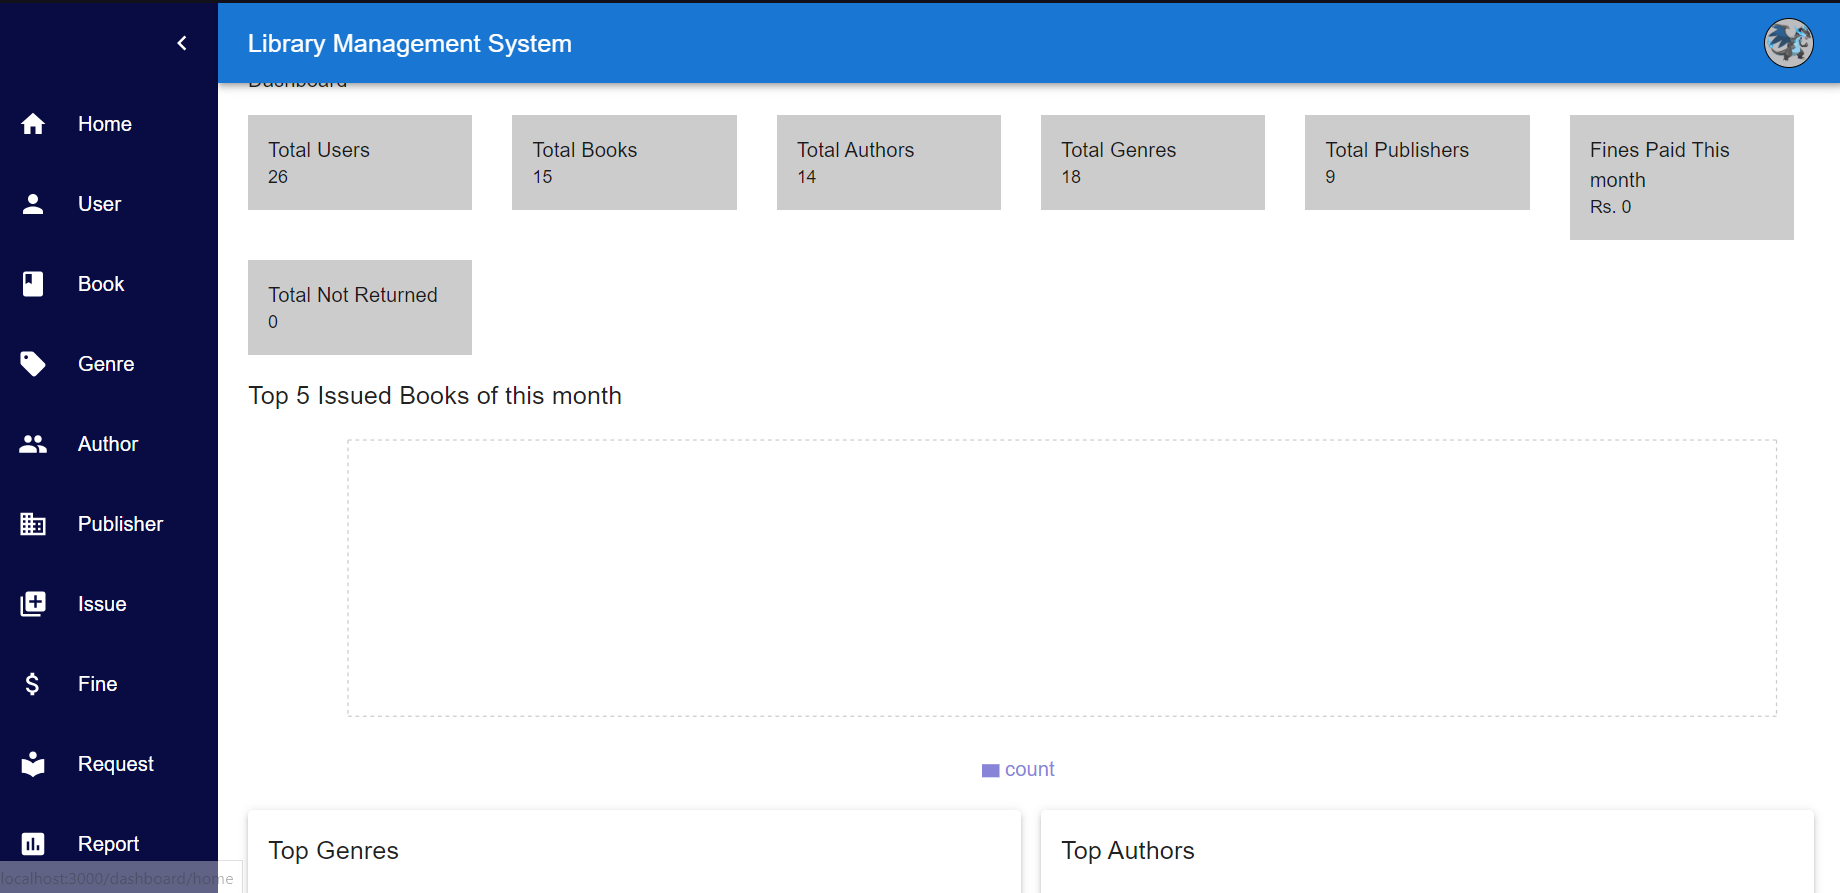 Library Management System
Dashboard
Home
User
Book
Genre
Author
Publisher
Issue
Fine
Request
Report
Total Users
26
Total Books
15
Total Authors
14
Total Genres
18
Total Publishers
9
Fines Paid This
month
Rs. 0
Total Not Returned
0
Top 5 Issued Books of this month
count
Top Genres
Top Authors
localhost:3000/dashboard/home